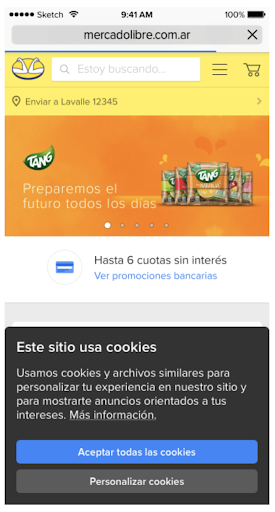 Sketch 9:41 AM 100%
mercadolibre.com.ar
Estoy buscando...
Enviar a Lavalle 12345
TANG
Preparemos el
futuro todos los días
Hasta 6 cuotas sin interés
Ver promociones bancarias
Este sitio usa cookies
Usamos cookies y archivos similares para
personalizar tu experiencia en nuestro sitio y
para mostrarte anuncios orientados a tus
intereses. Más información.
Aceptar todas las cookies
Personalizar cookies